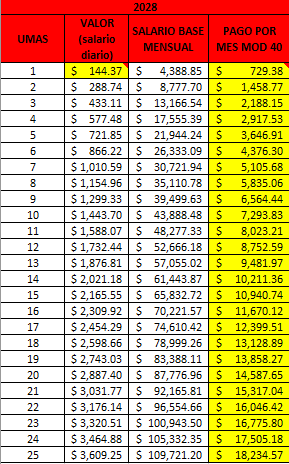 2028
UMAS VALOR (salario diario) SALARIO BASE MENSUAL PAGO POR MES MOD 40
1 $ 144.37 $ 4,388.85 $ 729.38
2 $ 288.74 $ 8,777.70 $ 1,458.77
3 $ 433.11 $ 13,166.54 $ 2,188.15
4 $ 577.48 $ 17,555.39 $ 2,917.53
5 $ 721.85 $ 21,944.24 $ 3,646.91
6 $ 866.22 $ 26,333.09 $ 4,376.30
7 $ 1,010.59 $ 30,721.94 $ 5,105.68
8 $ 1,154.96 $ 35,110.78 $ 5,835.06
9 $ 1,299.33 $ 39,499.63 $ 6,564.44
10 $ 1,443.70 $ 43,888.48 $ 7,293.83
11 $ 1,588.07 $ 48,277.33 $ 8,023.21
12 $ 1,732.44 $ 52,666.18 $ 8,752.59
13 $ 1,876.81 $ 57,055.02 $ 9,481.97
14 $ 2,021.18 $ 61,443.87 $ 10,211.36
15 $ 2,165.55 $ 65,832.72 $ 10,940.74
16 $ 2,309.92 $ 70,221.57 $ 11,670.12
17 $ 2,454.29 $ 74,610.42 $ 12,399.51
18 $ 2,598.66 $ 78,999.26 $ 13,128.89
19 $ 2,743.03 $ 83,388.11 $ 13,858.27
20 $ 2,887.40 $ 87,776.96 $ 14,587.65
21 $ 3,031.77 $ 92,165.81 $ 15,317.04
22 $ 3,176.14 $ 96,554.66 $ 16,046.42
23 $ 3,320.51 $ 100,943.50 $ 16,775.80
24 $ 3,464.88 $ 105,332.35 $ 17,505.18
25 $ 3,609.25 $ 109,721.20 $ 18,234.57